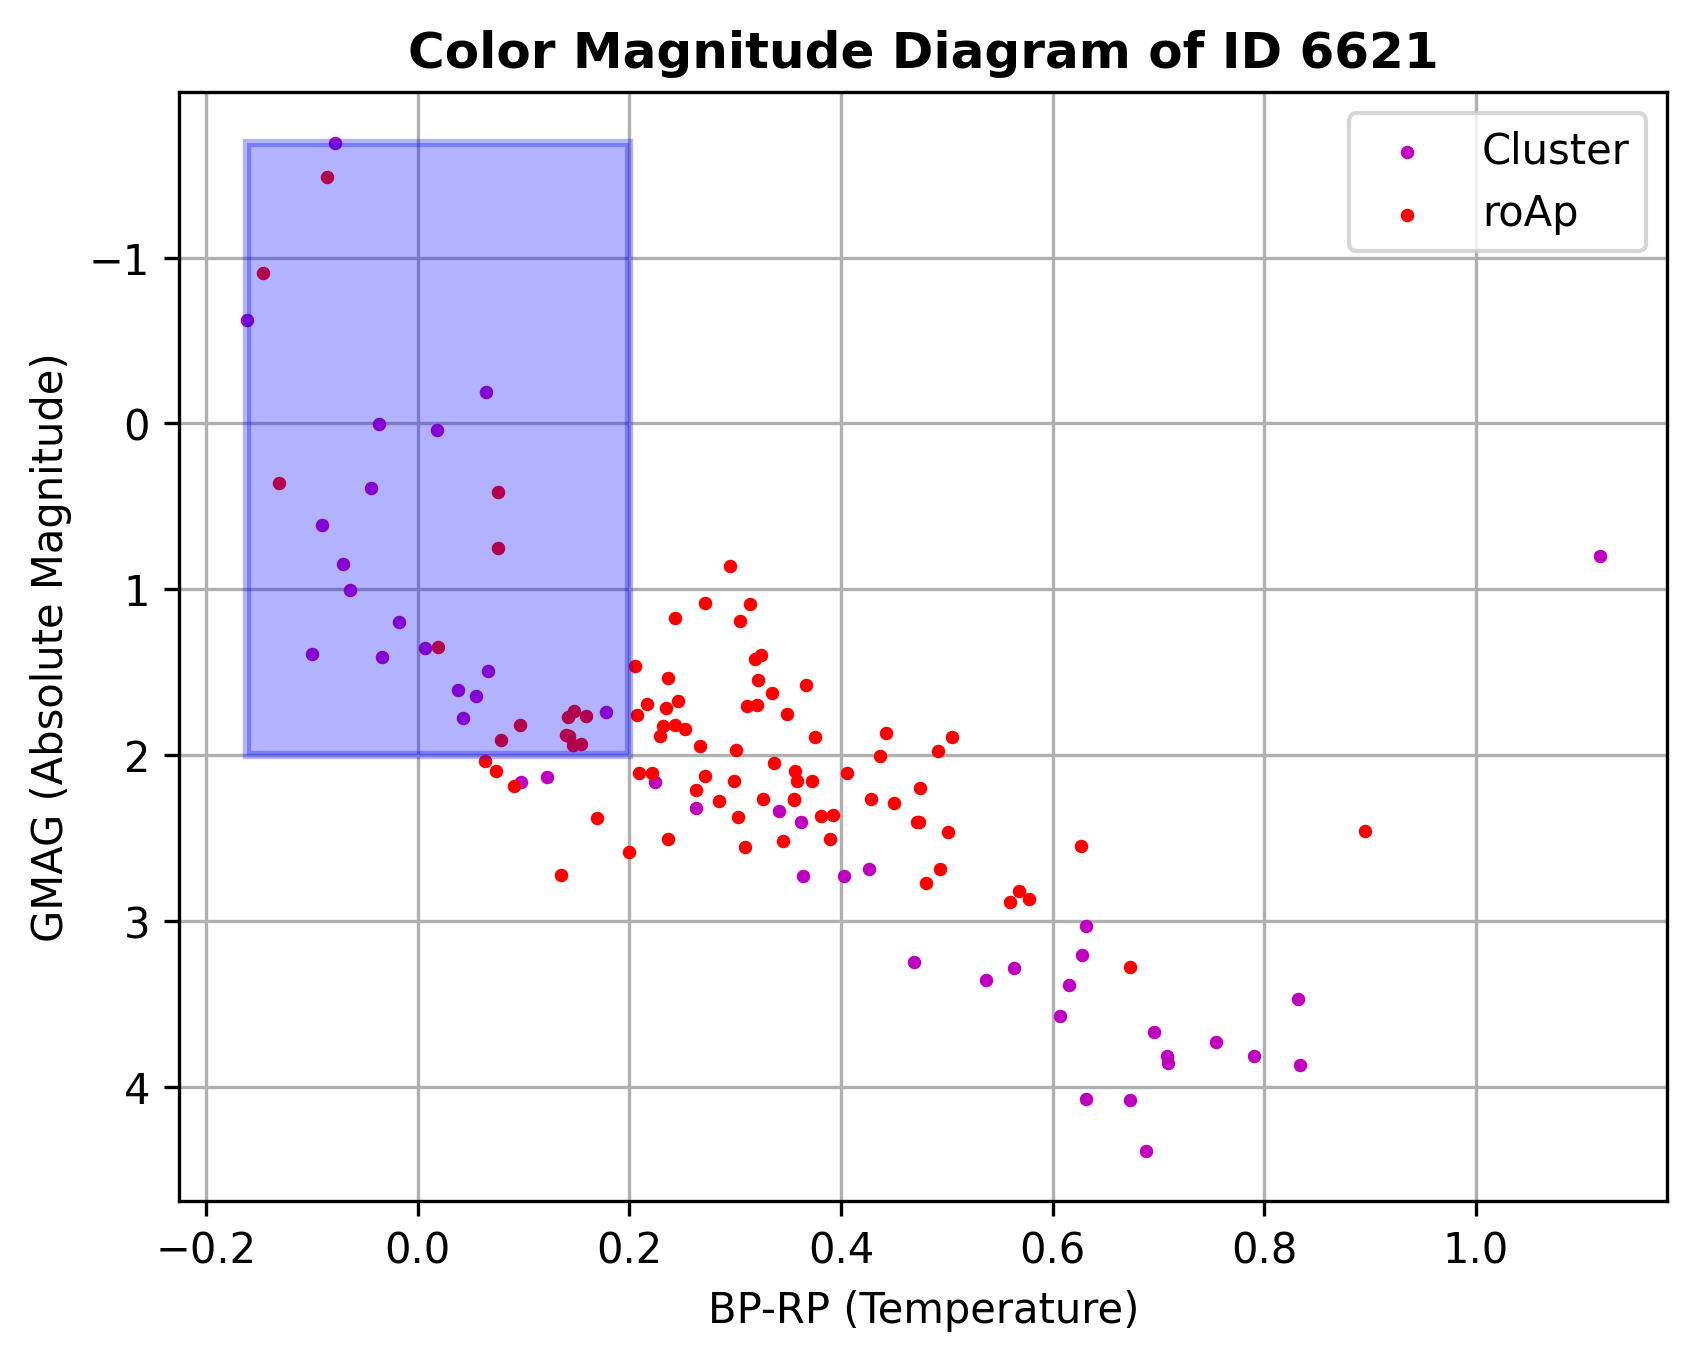 Color Magnitude Diagram of ID 6621
Cluster
roAp
−1
0
1
2
3
4
GMAG (Absolute Magnitude)
−0.2 0.0 0.2 0.4 0.6 0.8 1.0
BP-RP (Temperature)